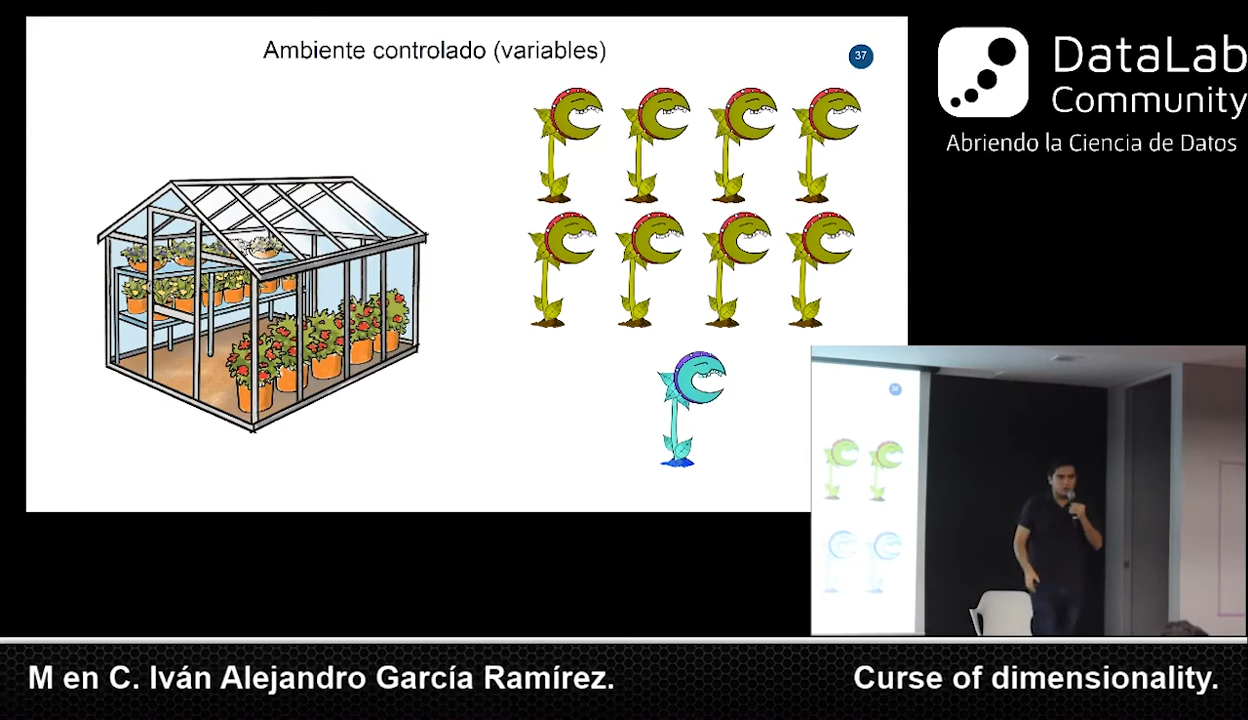 Ambiente controlado (variables)
37
DataLab
Community
Abriendo la Ciencia de Datos
M en C. Iván Alejandro García Ramírez.
Curse of dimensionality.